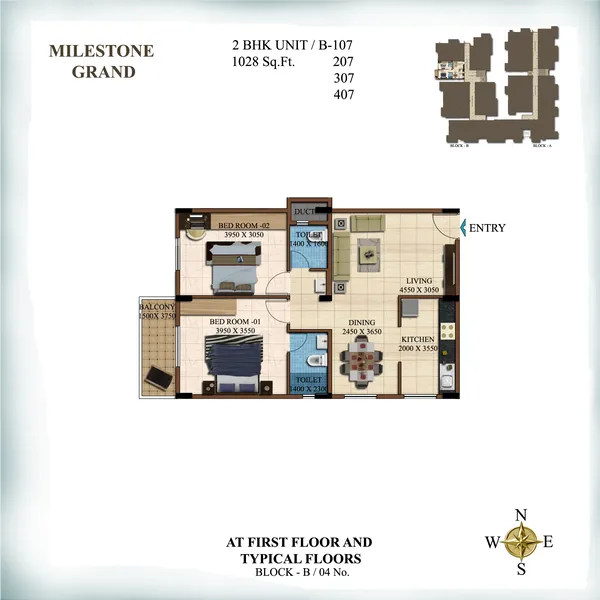 MILESTONE
GRAND
2 BHK UNIT / B-107
1028 Sq.Ft. 207
307
407
BLOCK - B
BLOCK - A
DUCT
BED ROOM -02
3950 X 3050
TOILET
1400 X 1600
ENTRY
LIVING
4550 X 3050
BALCONY
1500X 3750
BED ROOM -01
3950 X 3550
DINING
2450 X 3650
KITCHEN
2000 X 3550
TOILET
1400 X 2300
N
W E
S
AT FIRST FLOOR AND
TYPICAL FLOORS
BLOCK - B / 04 No.